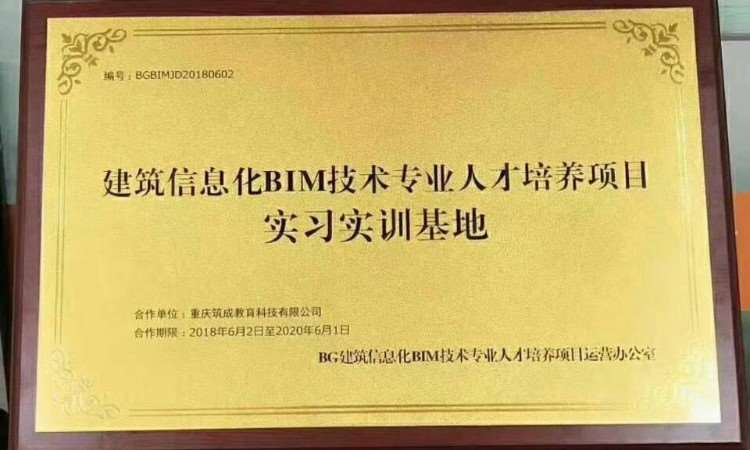 编号：BGBIMJD20180602
建筑信息化BIM技术专业人才培养项目
实习实训基地
合作单位：重庆筑成教育科技有限公司
合作期限：2018年6月2日至2020年6月1日
BG建筑信息化BIM技术专业人才培养项目运营办公室